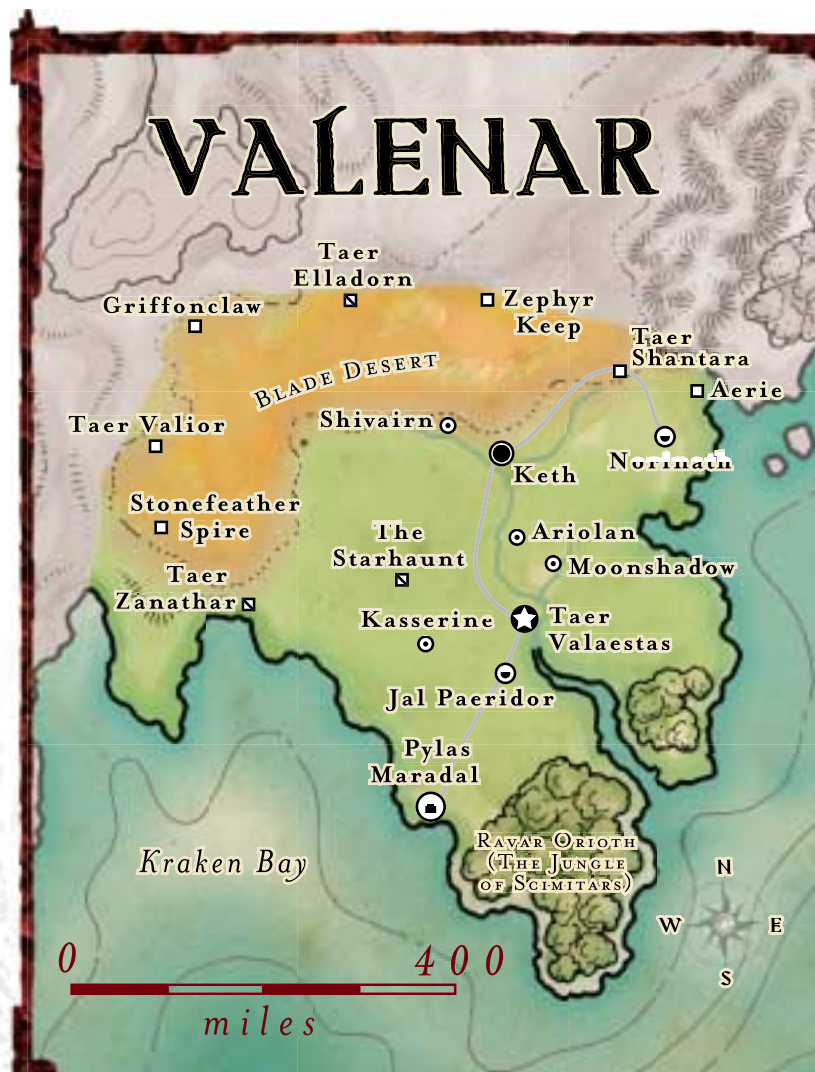 VALENAR
Taer
Elladorn
Griffonclaw
Zephyr
Keep
Taer
Shantara
BLADE DESERT
Aerie
Shivairn
Taer Valior
Norinath
Keth
Stonefeather
Spire
The
Starhaunt
Ariolan
Moonshadow
Taer
Zanathar
Kasserine
Taer
Valaestas
Jal Paeridor
Pylas
Maradal
RAVAR ORIOTH
(THE JUNGLE
OF SCIMITARS)
Kraken Bay
N
W E
S
0 400
miles